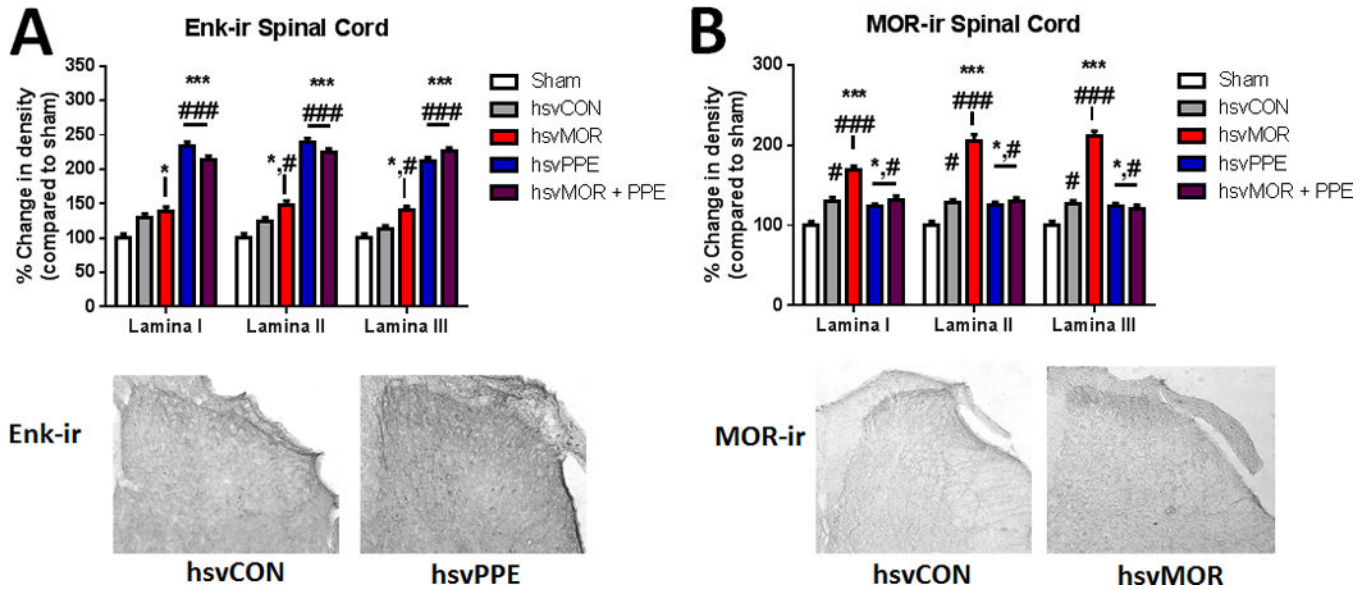 A
Enk-ir Spinal Cord
% Change in density
(compared to sham)
350
300
250
200
150
100
50
0
*
***
###
*,#
***
###
*,#
***
###
Lamina I
Lamina II
Lamina III
Sham
hsvCON
hsvMOR
hsvPPE
hsvMOR + PPE
Enk-ir
hsvCON
hsvPPE
B
MOR-ir Spinal Cord
% Change in density
(compared to sham)
300
200
100
0
#
***
###
*,#
#
***
###
*,#
#
***
###
*,#
Lamina I
Lamina II
Lamina III
Sham
hsvCON
hsvMOR
hsvPPE
hsvMOR + PPE
MOR-ir
hsvCON
hsvMOR